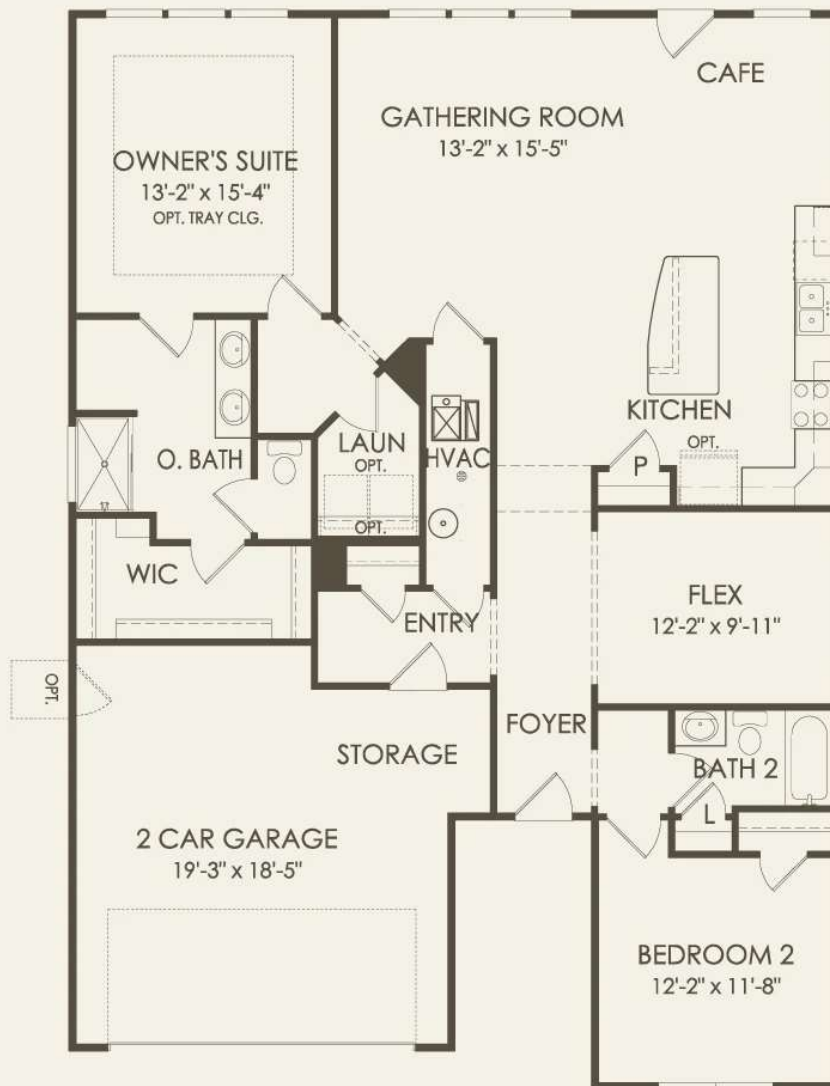 CAFE
GATHERING ROOM
13'-2" x 15'-5"
OWNER'S SUITE
13'-2" x 15'-4"
OPT. TRAY CLG.
KITCHEN
OPT.
P
LAUN
OPT.
OPT.
HVAC
O. BATH
WIC
ENTRY
FLEX
12'-2" x 9'-11"
OPT.
FOYER
STORAGE
BATH 2
L
2 CAR GARAGE
19'-3" x 18'-5"
BEDROOM 2
12'-2" x 11'-8"